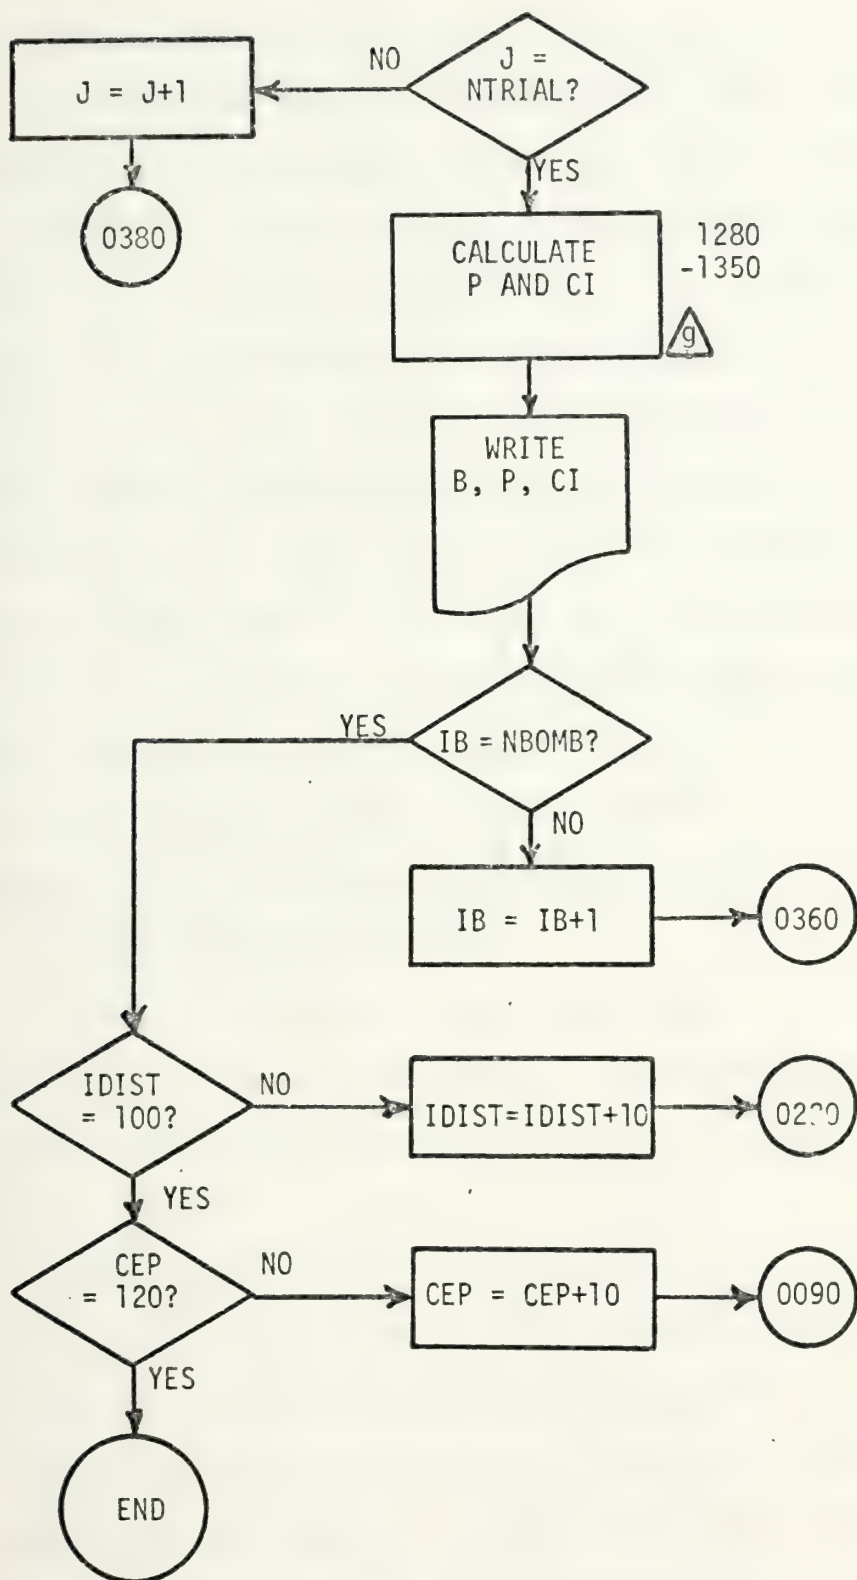 J =
NTRIAL?
NO
J = J+1
0380
YES
CALCULATE
P AND CI
1280
-1350
g
WRITE
B, P, CI
IB = NBOMB?
YES
NO
IB = IB+1
0360
IDIST
= 100?
NO
IDIST=IDIST+10
YES
CEP
= 120?
NO
CEP = CEP+10
0090
YES
END